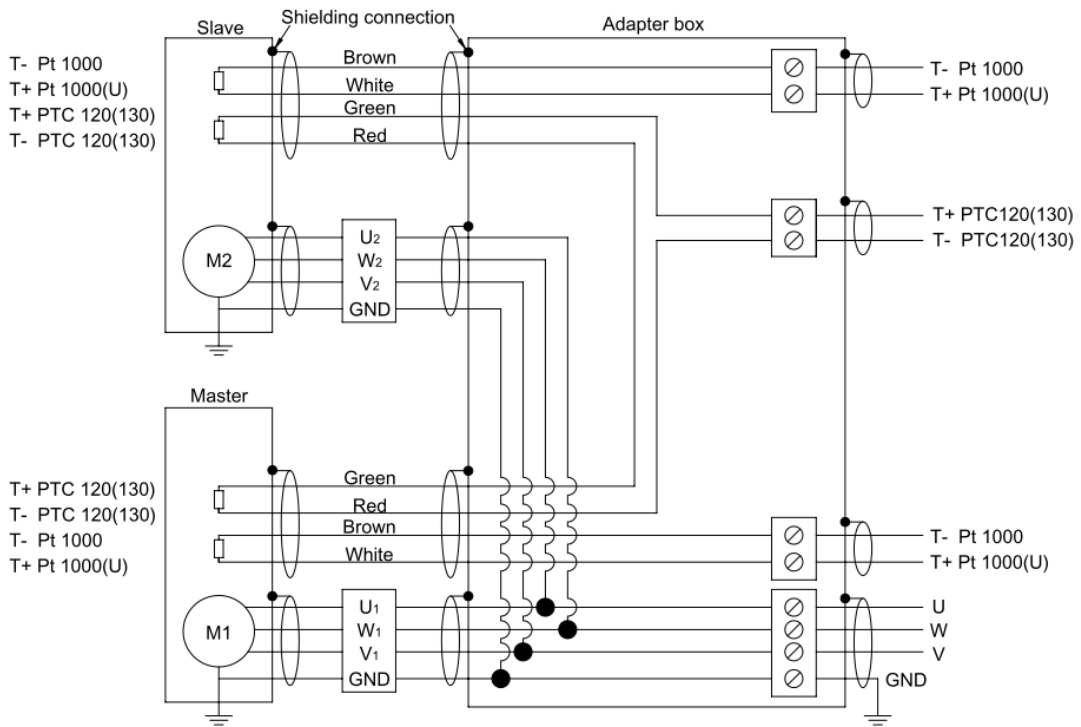 Shielding connection
Slave
Adapter box
T- Pt 1000
T+ Pt 1000(U)
T+ PTC 120(130)
T- PTC 120(130)
Brown
White
Green
Red
T- Pt 1000
T+ Pt 1000(U)
T+ PTC120(130)
T- PTC120(130)
M2
U2
W2
V2
GND
Master
T+ PTC 120(130)
T- PTC 120(130)
T- Pt 1000
T+ Pt 1000(U)
Green
Red
Brown
White
T- Pt 1000
T+ Pt 1000(U)
M1
U1
W1
V1
GND
U
W
V
GND